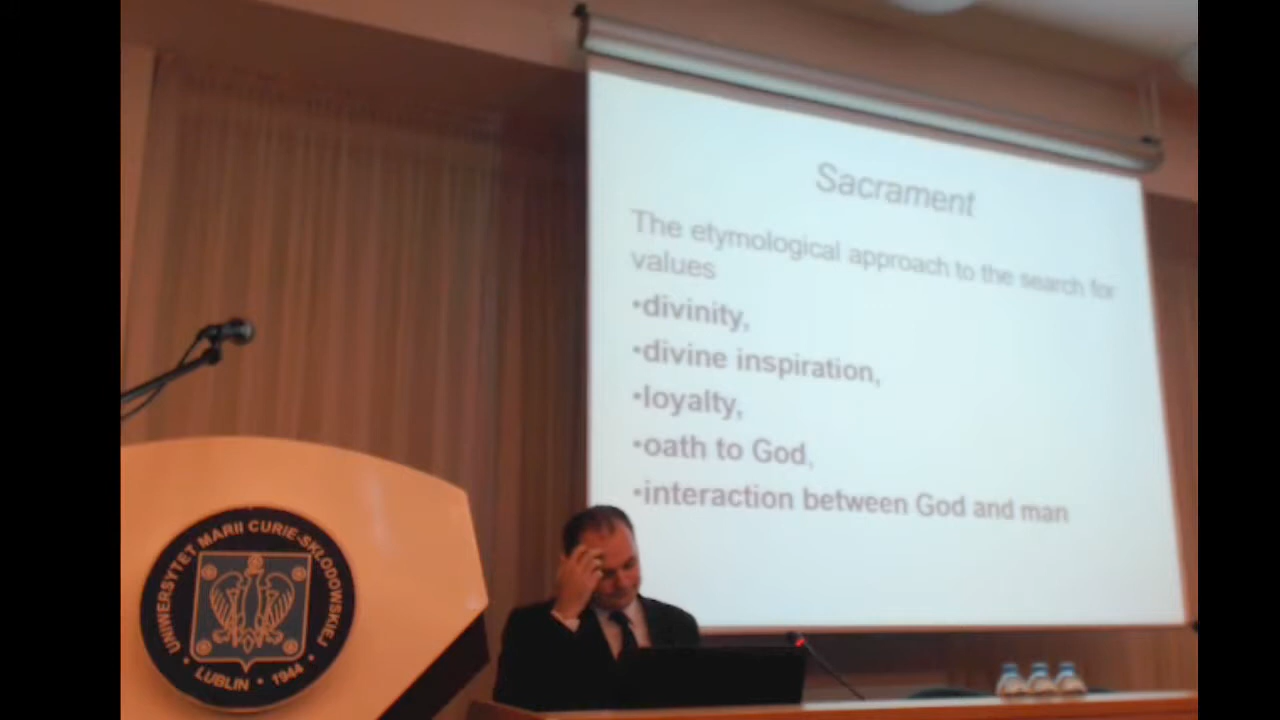 Sacrament
The etymological approach to the search for
values
•divinity,
•divine inspiration,
•loyalty,
•oath to God,
•interaction between God and man
UNIWERSYTET MARII CURIE-SKŁODOWSKIEJ
• LUBLIN • 1944 •